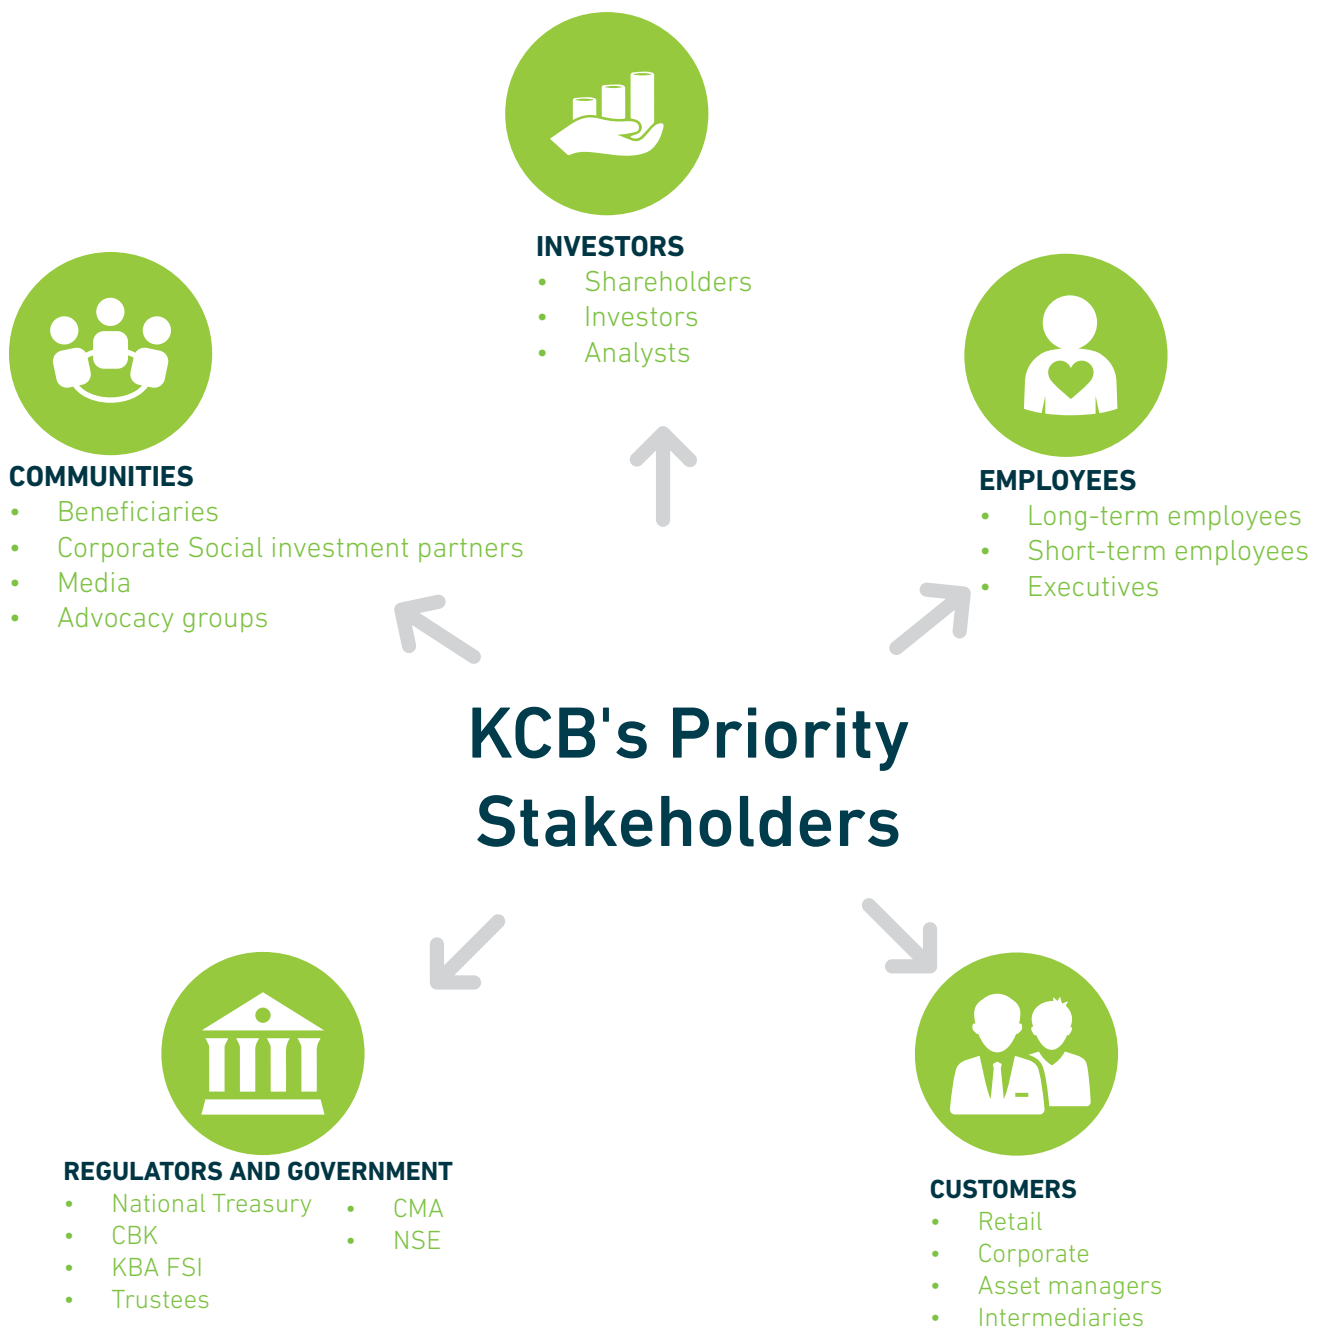 INVESTORS
• Shareholders
• Investors
• Analysts
COMMUNITIES
• Beneficiaries
• Corporate Social investment partners
• Media
• Advocacy groups
EMPLOYEES
• Long-term employees
• Short-term employees
• Executives
KCB's Priority
Stakeholders
REGULATORS AND GOVERNMENT
• National Treasury
• CBK
• KBA FSI
• Trustees
• CMA
• NSE
CUSTOMERS
• Retail
• Corporate
• Asset managers
• Intermediaries